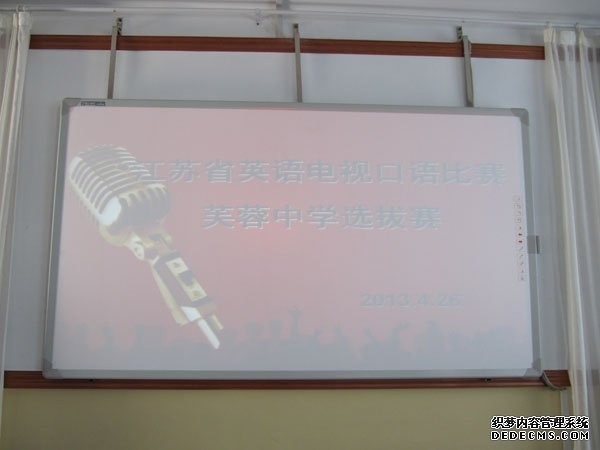 江苏省英语电视口语比赛
芙蓉中学选拔赛
2013.4.26
织梦内容管理系统
DEDECMS.COM